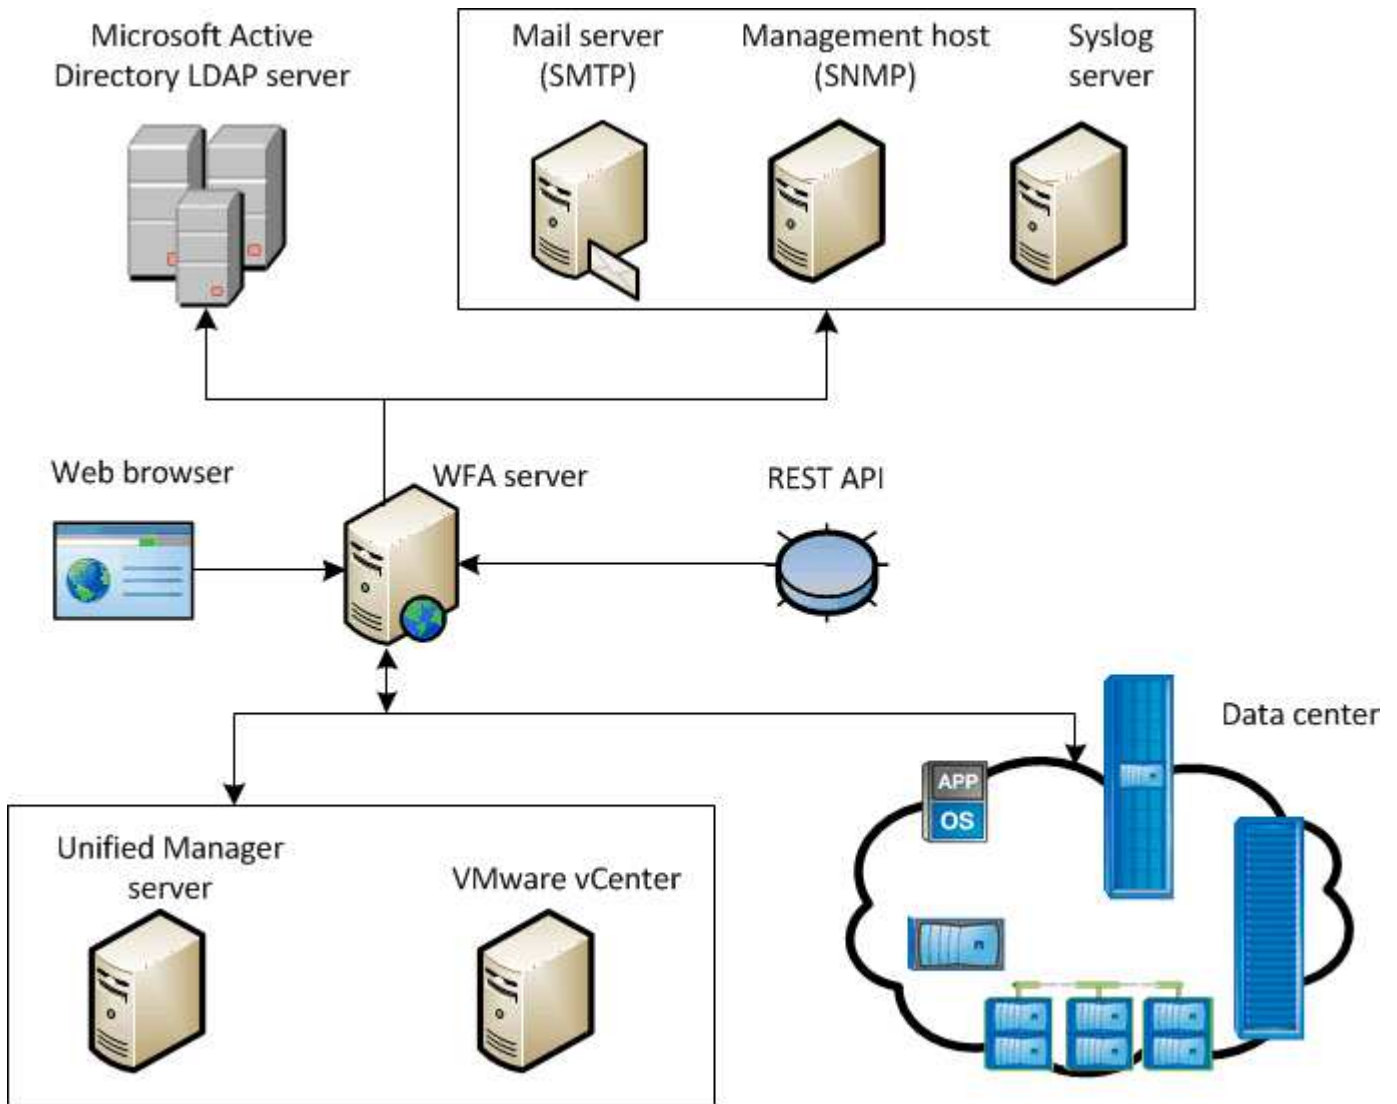 Microsoft Active
Directory LDAP server
Mail server
(SMTP)
Management host
(SNMP)
Syslog
server
Web browser
WFA server
REST API
Data center
APP
OS
Unified Manager
server
VMware vCenter